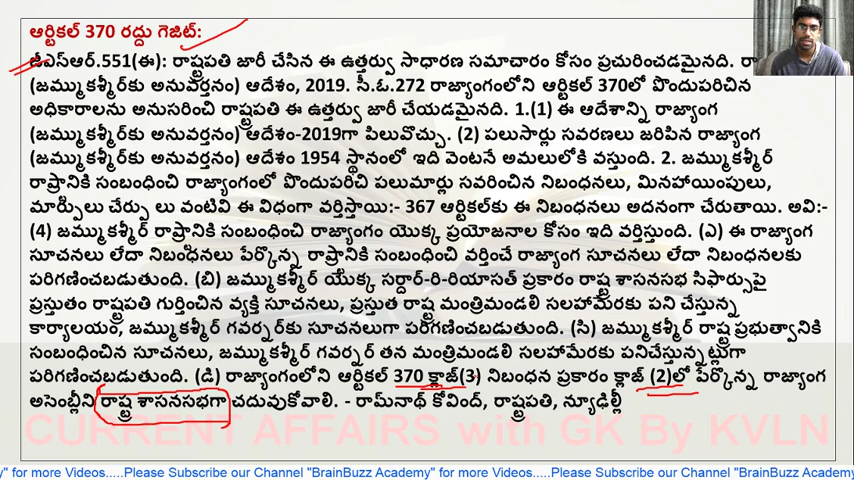 ఆర్టికల్ 370 రద్దు గెజిట్:
జీఎస్ఆర్.551(ఈ): రాష్ట్రపతి జారీ చేసిన ఈ ఉత్తర్వు సాధారణ సమాచారం కోసం ప్రచురించడమైనది. రా
(జమ్ముకశ్మీర్‌కు అనువర్తనం) ఆదేశం, 2019. సీ.ఓ.272 రాజ్యాంగంలోని ఆర్టికల్ 370లో పొందుపరిచిన
అధికారాలను అనుసరించి రాష్ట్రపతి ఈ ఉత్తర్వు జారీ చేయడమైనది. 1.(1) ఈ ఆదేశాన్ని రాజ్యాంగ
(జమ్ముకశ్మీర్‌కు అనువర్తనం) ఆదేశం-2019గా పిలువొచ్చు. (2) పలుసార్లు సవరణలు జరిపిన రాజ్యాంగ
(జమ్ముకశ్మీర్‌కు అనువర్తనం) ఆదేశం 1954 స్థానంలో ఇది వెంటనే అమలులోకి వస్తుంది. 2. జమ్ముకశ్మీర్
రాష్ట్రానికి సంబంధించి రాజ్యాంగంలో పొందుపరిచి పలుమార్లు సవరించిన నిబంధనలు, మినహాయింపులు,
మార్పులు చేర్పు లు వంటివి ఈ విధంగా వర్తిస్తాయి:- 367 ఆర్టికల్‌కు ఈ నిబంధనలు అదనంగా చేరుతాయి. అవి:-
(4) జమ్ముకశ్మీర్ రాష్ట్రానికి సంబంధించి రాజ్యాంగం యొక్క ప్రయోజనాల కోసం ఇది వర్తిస్తుంది. (ఎ) ఈ రాజ్యాంగ
సూచనలు లేదా నిబంధనలు పేర్కొన్న రాష్ట్రానికి సంబంధించి వర్తించే రాజ్యాంగ సూచనలు లేదా నిబంధనలకు
పరిగణించబడుతుంది. (బి) జమ్ముకశ్మీర్ యొక్క సర్దార్-రి-రియాసత్ ప్రకారం రాష్ట్ర శాసనసభ సిఫార్సుపై
ప్రస్తుతం రాష్ట్రపతి గుర్తించిన వ్యక్తి సూచనలు, ప్రస్తుత రాష్ట్ర మంత్రిమండలి సలహామేరకు పని చేస్తున్న
కార్యాలయం, జమ్ముకశ్మీర్ గవర్నర్‌కు సూచనలుగా పరిగణించబడుతుంది. (సి) జమ్ముకశ్మీర్ రాష్ట్రప్రభుత్వానికి
సంబంధించిన సూచనలు, జమ్ముకశ్మీర్ గవర్నర్ తన మంత్రిమండలి సలహామేరకు పనిచేస్తున్నట్లుగా
పరిగణించబడుతుంది. (డి) రాజ్యాంగంలోని ఆర్టికల్ 370 క్లాజ్(3) నిబంధన ప్రకారం క్లాజ్ (2)లో పేర్కొన్న రాజ్యాంగ
అసెంబ్లీని రాష్ట్ర శాసనసభగా చదువుకోవాలి. - రామ్‌నాథ్ కోవింద్, రాష్ట్రపతి, న్యూఢిల్లీ
CURRENT AFFAIRS with GK By KVLN
y" for more Videos.....Please Subscribe our Channel "BrainBuzz Academy" for more Videos.....Please Subscribe our Channel "BrainBuzz Academy